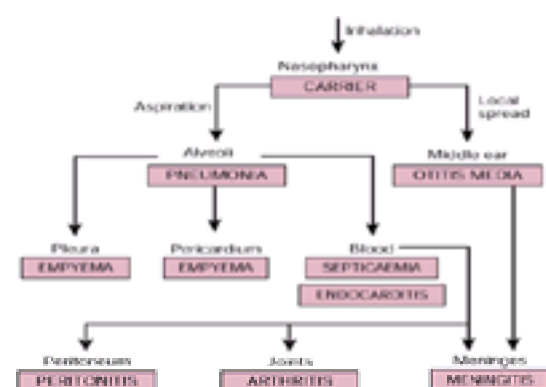 Inhalation
Nasopharynx
CARRIER
Aspiration
Local
spread
Alveoli
PNEUMONIA
Middle ear
OTITIS MEDIA
Pleura
EMPYEMA
Pericardium
EMPYEMA
Blood
SEPTICAEMIA
ENDOCARDITIS
Peritoneum
PERITONITIS
Joints
ARTHRITIS
Meninges
MENINGITIS